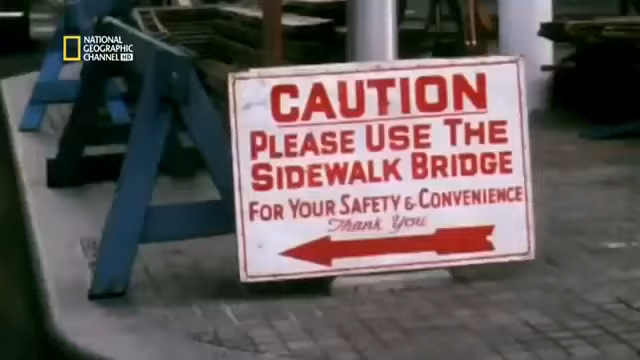 NATIONAL
GEOGRAPHIC
CHANNEL HD
CAUTION
PLEASE USE THE
SIDEWALK BRIDGE
FOR YOUR SAFETY & CONVENIENCE
Thank You